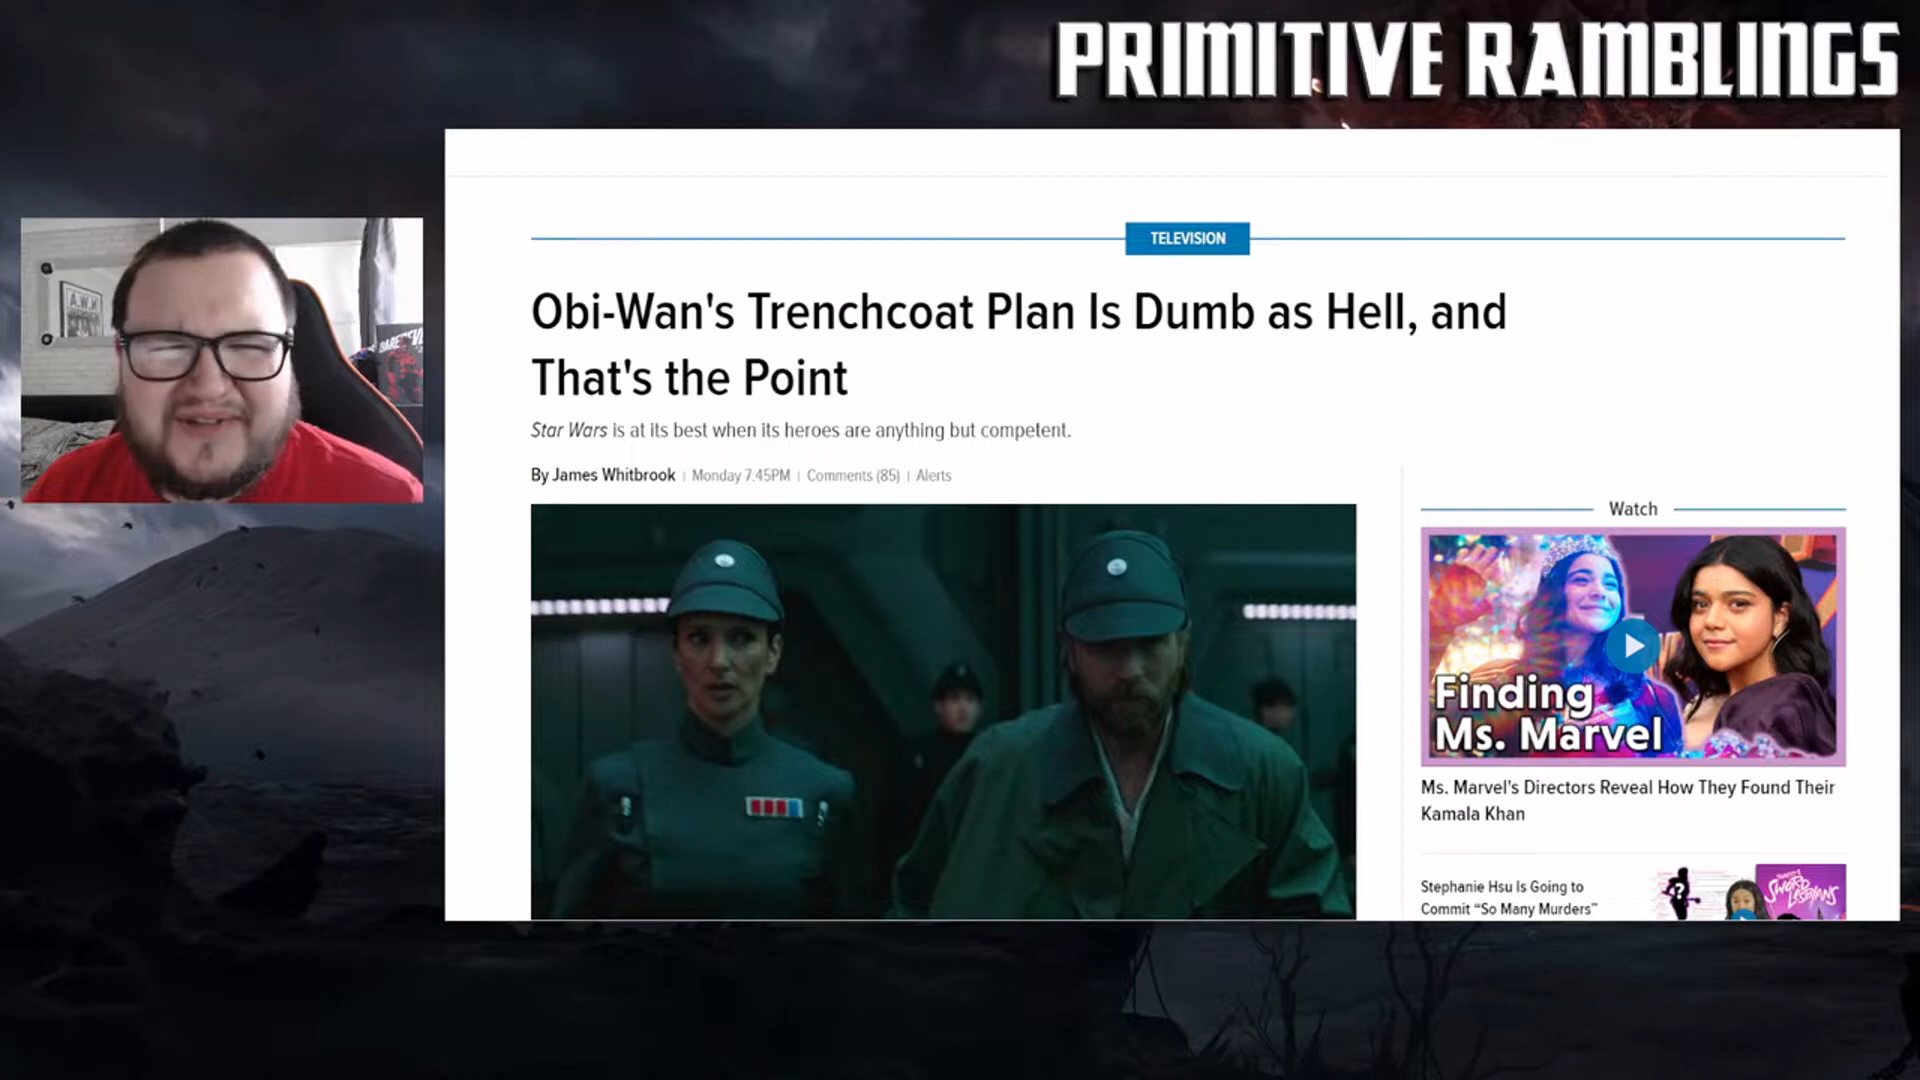 PRIMITIVE RAMBLINGS
TELEVISION
Obi-Wan's Trenchcoat Plan Is Dumb as Hell, and
That's the Point
Star Wars is at its best when its heroes are anything but competent.
By James Whitbrook | Monday 7:45PM | Comments (85) | Alerts
Watch
Finding
Ms. Marvel
Ms. Marvel's Directors Reveal How They Found Their
Kamala Khan
Stephanie Hsu Is Going to
Commit “So Many Murders”